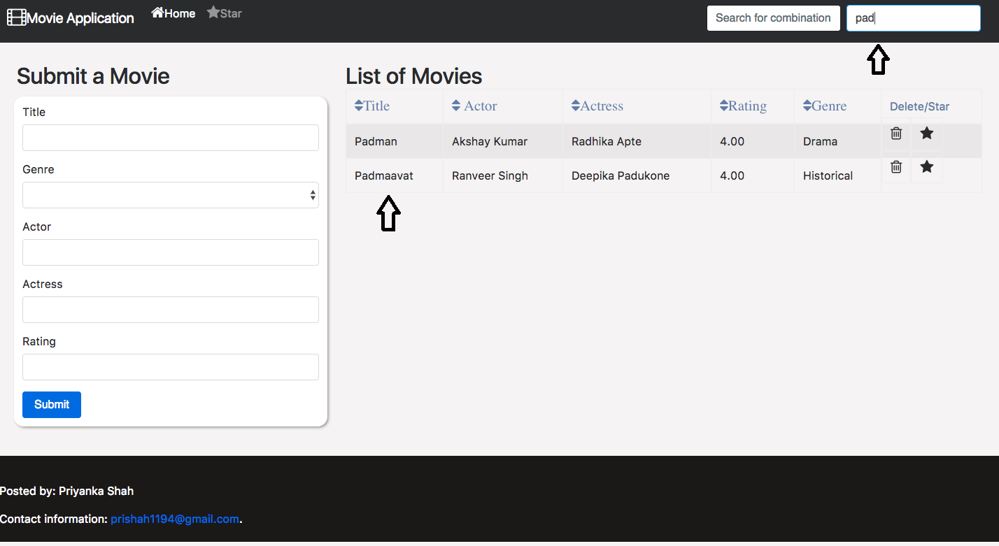 Movie Application Home Star Search for combination pad
Submit a Movie
Title
Genre
Actor
Actress
Rating
Submit
List of Movies
Title Actor Actress Rating Genre Delete/Star
Padman Akshay Kumar Radhika Apte 4.00 Drama
Padmaavat Ranveer Singh Deepika Padukone 4.00 Historical
Posted by: Priyanka Shah
Contact information: prishah1194@gmail.com.